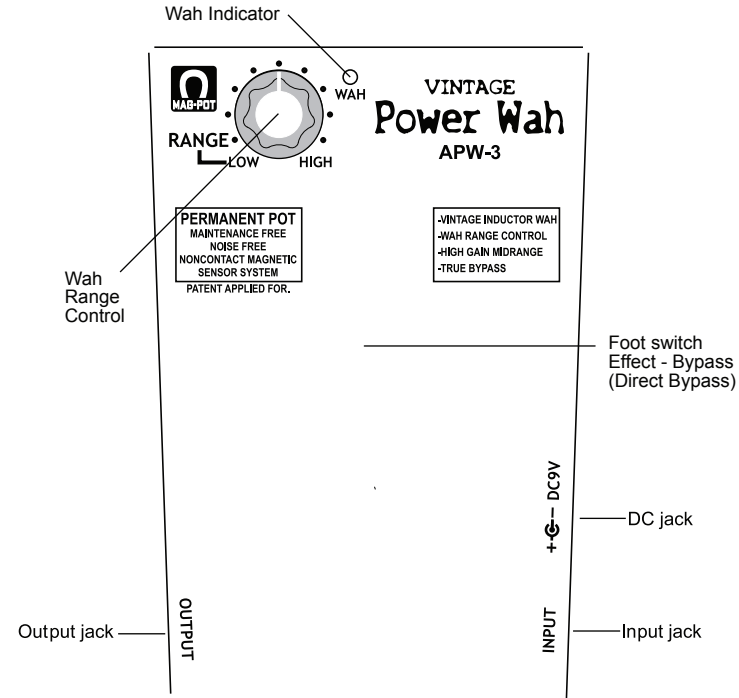 Wah Indicator
MAG-POT
WAH
RANGE
LOW
HIGH
VINTAGE
Power Wah
APW-3
PERMANENT POT
MAINTENANCE FREE
NOISE FREE
NONCONTACT MAGNETIC
SENSOR SYSTEM
PATENT APPLIED FOR.
-VINTAGE INDUCTOR WAH
-WAH RANGE CONTROL
-HIGH GAIN MIDRANGE
-TRUE BYPASS
Wah
Range
Control
Foot switch
Effect - Bypass
(Direct Bypass)
+ - DC9V
DC jack
Output jack
OUTPUT
INPUT
Input jack